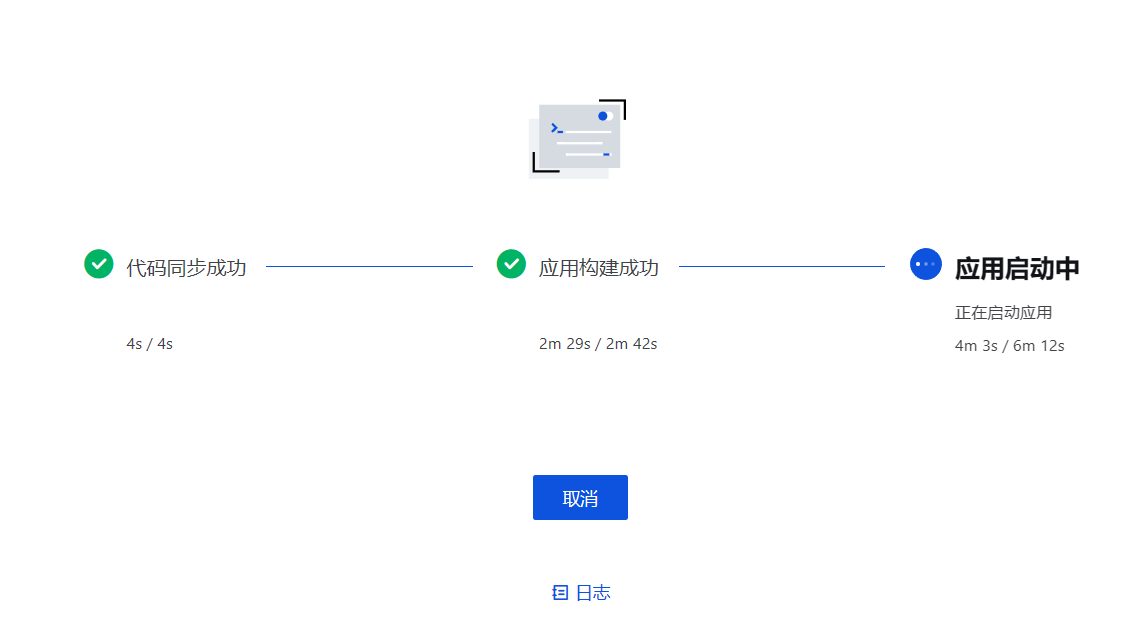 代码同步成功
4s / 4s
应用构建成功
2m 29s / 2m 42s
应用启动中
正在启动应用
4m 3s / 6m 12s
取消
日志